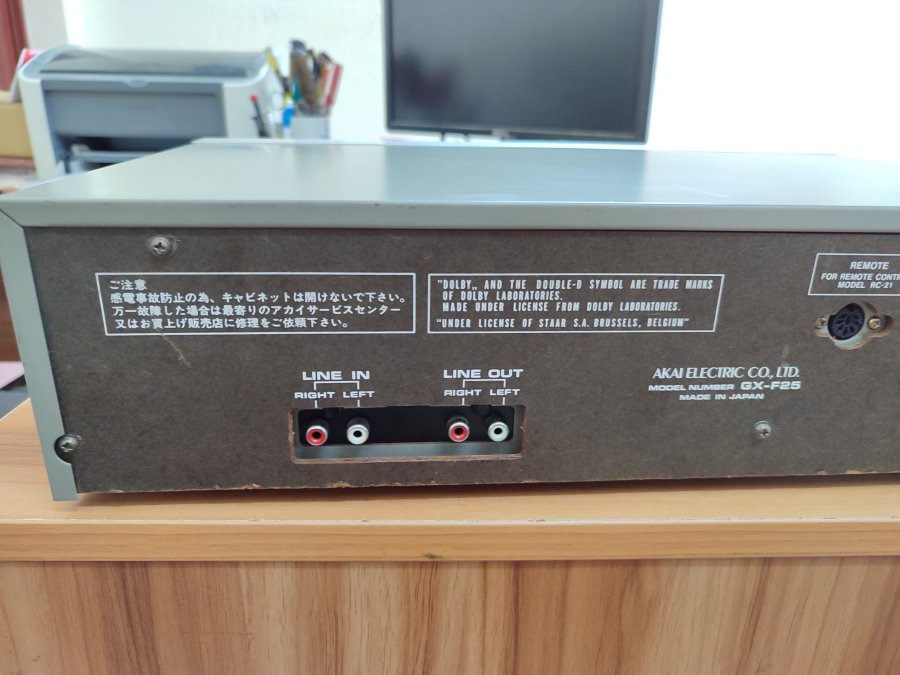 ご注意
感電事故防止の為、キャビネットは開けないで下さい。
万一故障した場合は最寄りのアカイサービスセンター
又はお買上げ販売店に修理をご依頼下さい。
"DOLBY„ AND THE DOUBLE-D SYMBOL ARE TRADE MARKS
OF DOLBY LABORATORIES.
MADE UNDER LICENSE FROM DOLBY LABORATORIES.
"UNDER LICENSE OF STAAR S.A. BRUSSELS, BELGIUM"
REMOTE
FOR REMOTE CONTR
MODEL RC-21
LINE IN
RIGHT LEFT
LINE OUT
RIGHT LEFT
AKAI ELECTRIC CO., LTD.
MODEL NUMBER GX-F25
MADE IN JAPAN